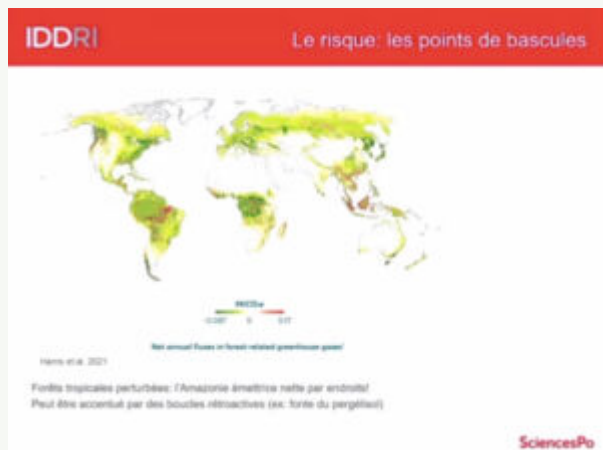 IDDRI
Le risque: les points de bascules
0
Net annual fluxes in forest-related greenhouse gases
Harris et al. 2021
Forêts tropicales perturbées: l'Amazonie émettrice nette par endroits!
Peut être accentué par des boucles rétroactives (ex: fonte du pergélisol)
SciencesPo